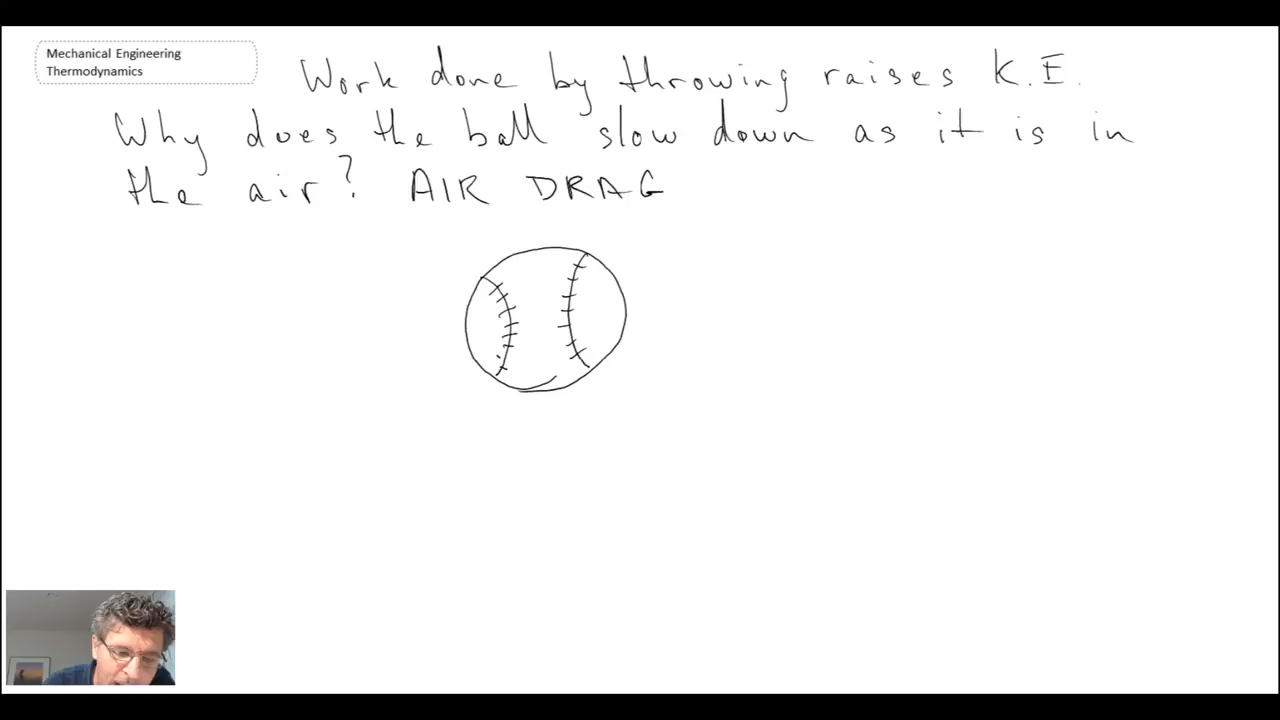 Mechanical Engineering
Thermodynamics
Work done by throwing raises K.E.
Why does the ball slow down as it is in
the air? AIR DRAG